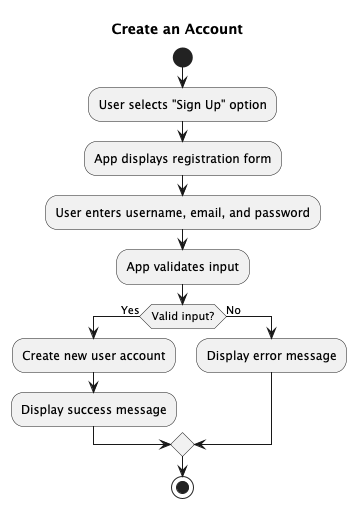 Create an Account
User selects "Sign Up" option
App displays registration form
User enters username, email, and password
App validates input
Yes
Valid input?
No
Create new user account
Display error message
Display success message